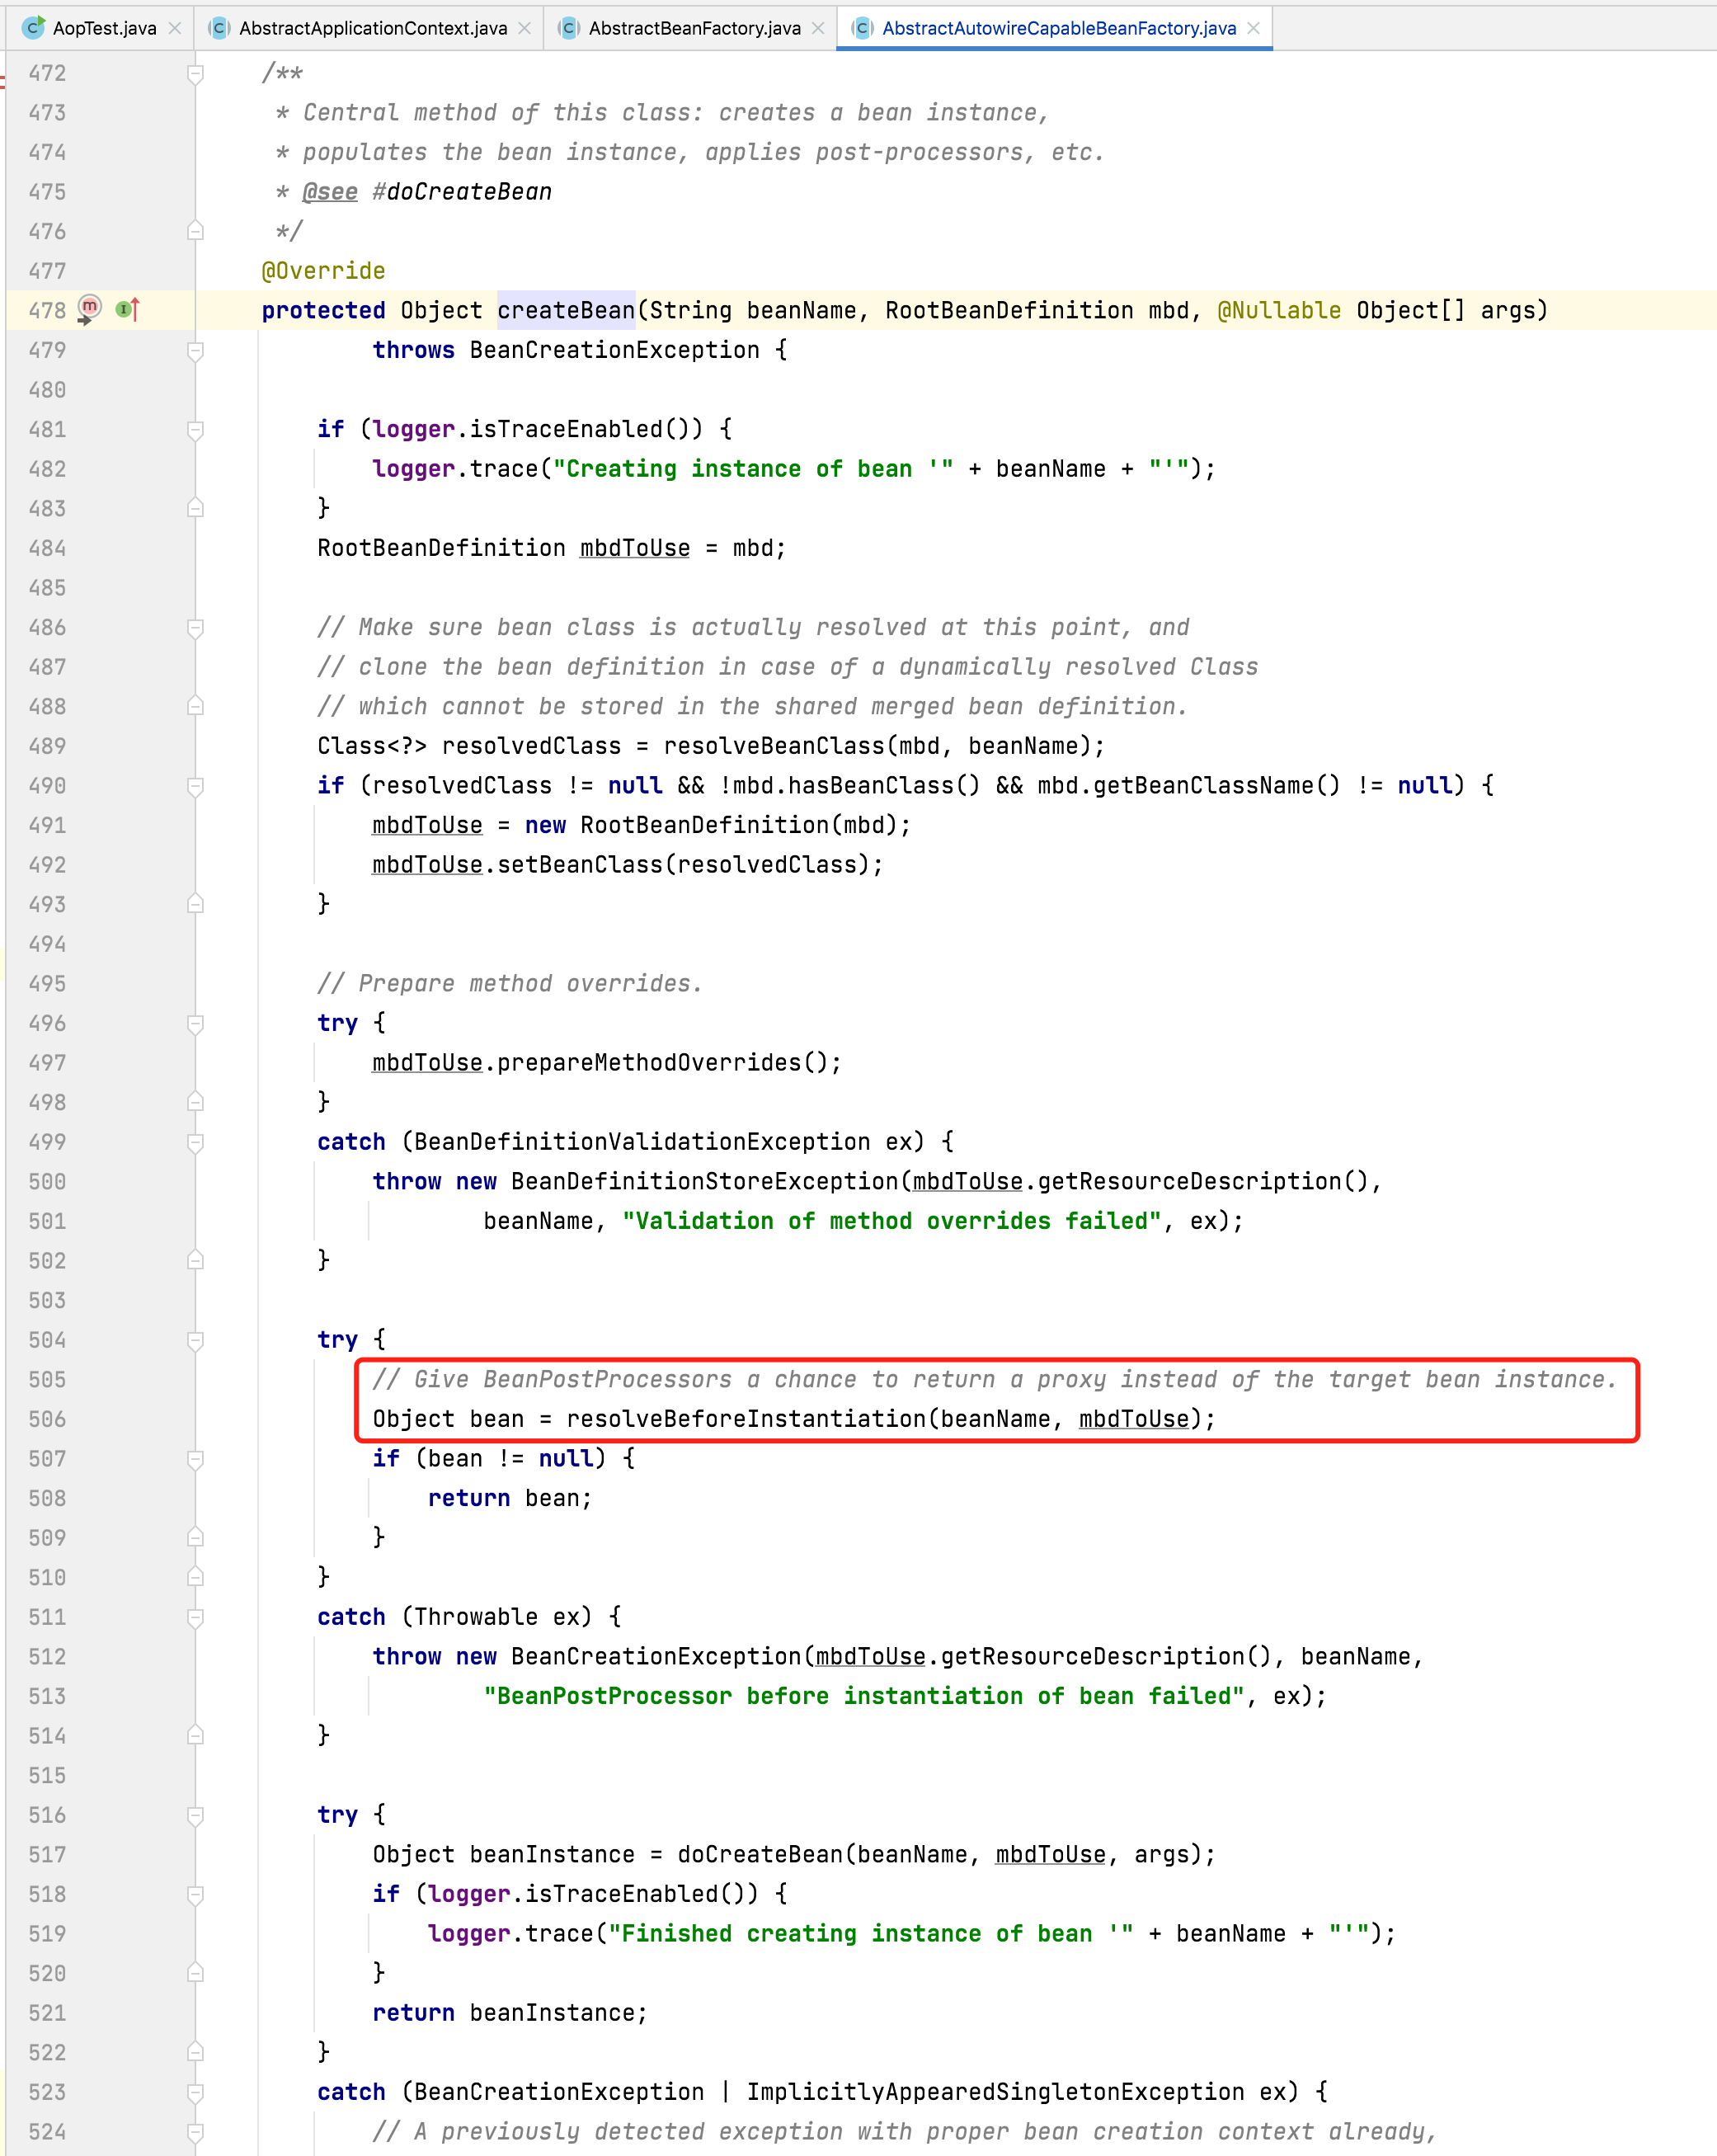 AopTest.java AbstractApplicationContext.java AbstractBeanFactory.java AbstractAutowireCapableBeanFactory.java
472 /**
473 * Central method of this class: creates a bean instance,
474 * populates the bean instance, applies post-processors, etc.
475 * @see #doCreateBean
476 */
477 @Override
478 protected Object createBean(String beanName, RootBeanDefinition mbd, @Nullable Object[] args)
479 throws BeanCreationException {
480
481 if (logger.isTraceEnabled()) {
482 logger.trace("Creating instance of bean '" + beanName + "'");
483 }
484 RootBeanDefinition mbdToUse = mbd;
485
486 // Make sure bean class is actually resolved at this point, and
487 // clone the bean definition in case of a dynamically resolved Class
488 // which cannot be stored in the shared merged bean definition.
489 Class<?> resolvedClass = resolveBeanClass(mbd, beanName);
490 if (resolvedClass != null && !mbd.hasBeanClass() && mbd.getBeanClassName() != null) {
491 mbdToUse = new RootBeanDefinition(mbd);
492 mbdToUse.setBeanClass(resolvedClass);
493 }
494
495 // Prepare method overrides.
496 try {
497 mbdToUse.prepareMethodOverrides();
498 }
499 catch (BeanDefinitionValidationException ex) {
500 throw new BeanDefinitionStoreException(mbdToUse.getResourceDescription(),
501 beanName, "Validation of method overrides failed", ex);
502 }
503
504 try {
505 // Give BeanPostProcessors a chance to return a proxy instead of the target bean instance.
506 Object bean = resolveBeforeInstantiation(beanName, mbdToUse);
507 if (bean != null) {
508 return bean;
509 }
510 }
511 catch (Throwable ex) {
512 throw new BeanCreationException(mbdToUse.getResourceDescription(), beanName,
513 "BeanPostProcessor before instantiation of bean failed", ex);
514 }
515
516 try {
517 Object beanInstance = doCreateBean(beanName, mbdToUse, args);
518 if (logger.isTraceEnabled()) {
519 logger.trace("Finished creating instance of bean '" + beanName + "'");
520 }
521 return beanInstance;
522 }
523 catch (BeanCreationException | ImplicitlyAppearedSingletonException ex) {
524 // A previously detected exception with proper bean creation context already,